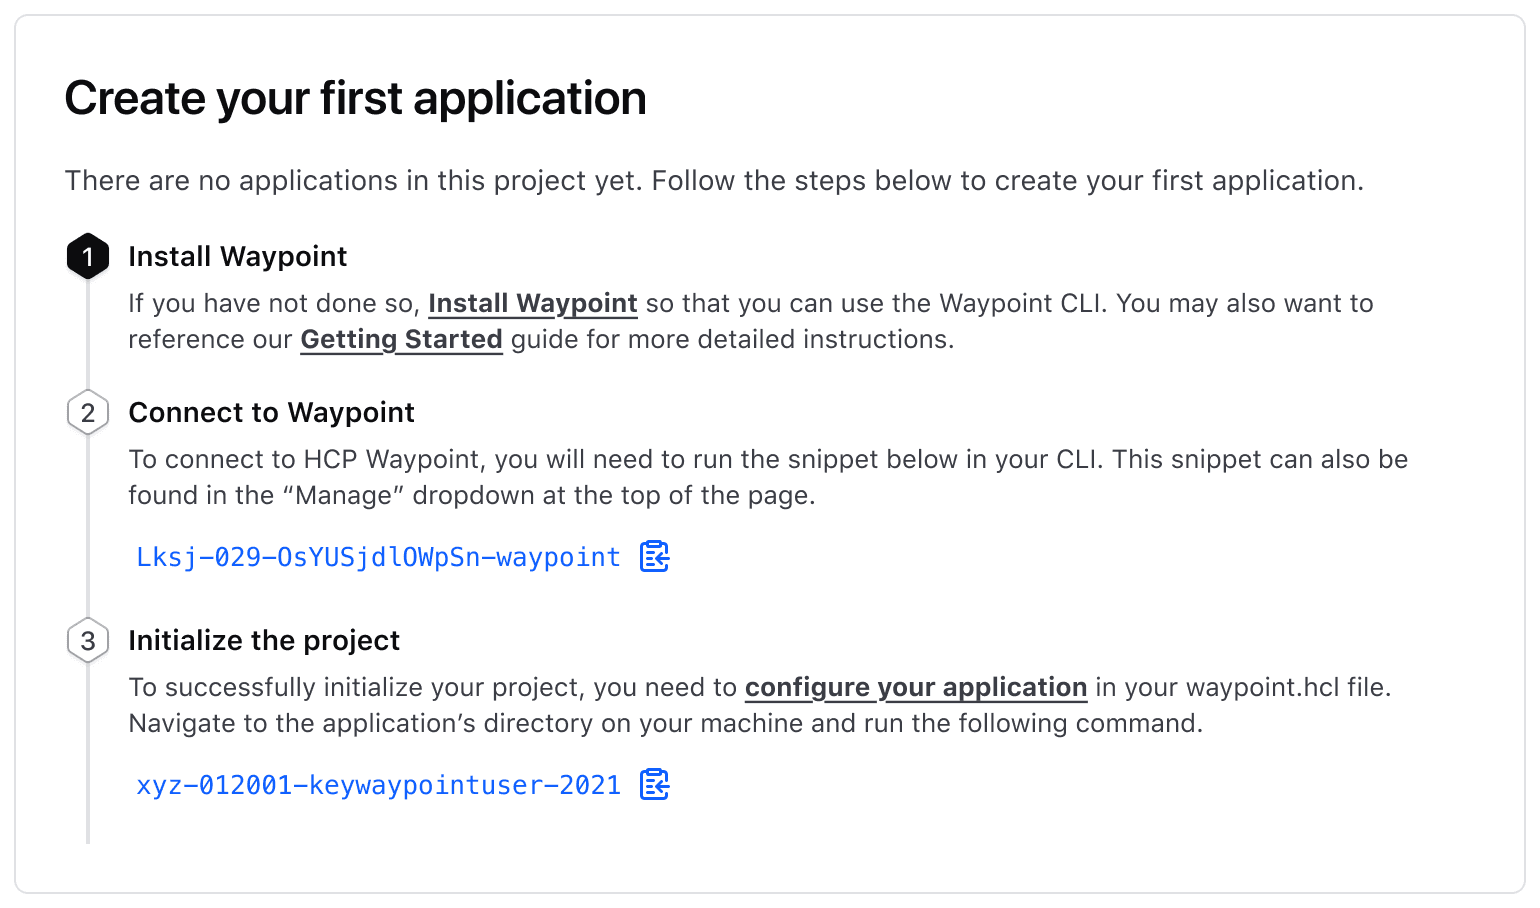 Create your first application
There are no applications in this project yet. Follow the steps below to create your first application.
1 Install Waypoint
If you have not done so, Install Waypoint so that you can use the Waypoint CLI. You may also want to
reference our Getting Started guide for more detailed instructions.
2 Connect to Waypoint
To connect to HCP Waypoint, you will need to run the snippet below in your CLI. This snippet can also be
found in the “Manage” dropdown at the top of the page.
Lksj-029-OsYUSjdlOWpSn-waypoint
3 Initialize the project
To successfully initialize your project, you need to configure your application in your waypoint.hcl file.
Navigate to the application’s directory on your machine and run the following command.
xyz-012001-keywaypointuser-2021